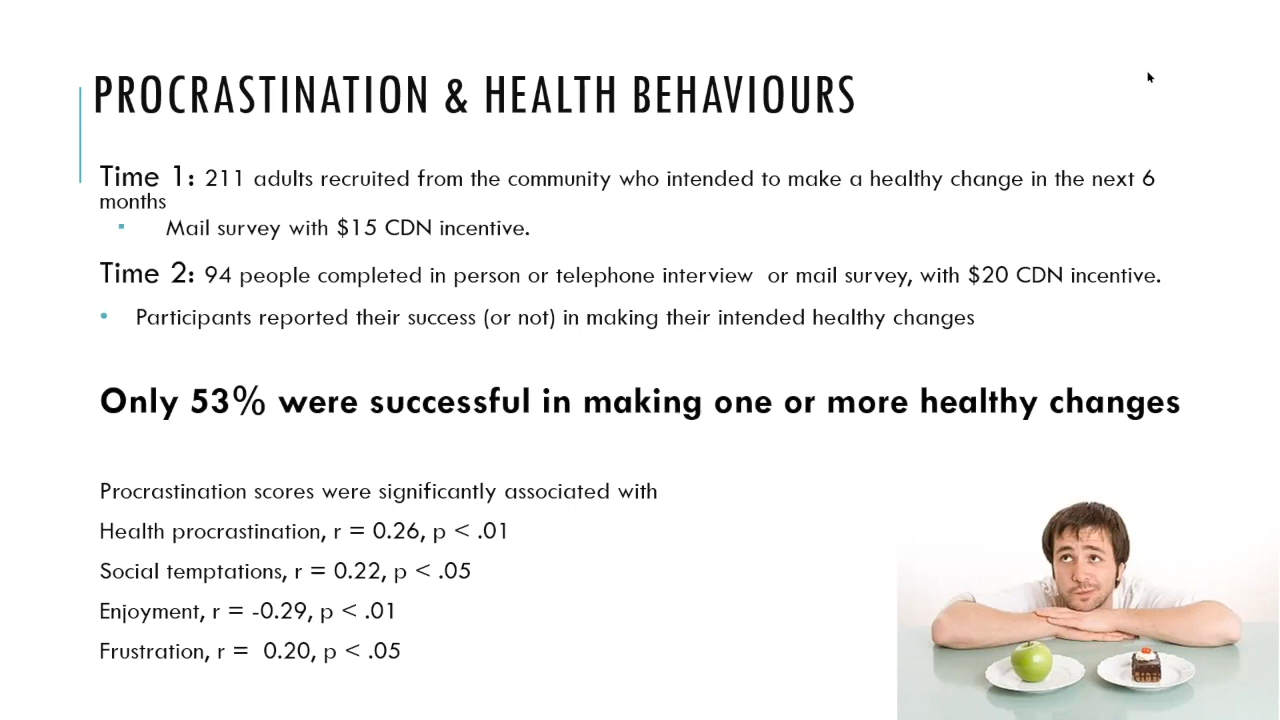 PROCRASTINATION & HEALTH BEHAVIOURS
Time 1: 211 adults recruited from the community who intended to make a healthy change in the next 6
months
▪ Mail survey with $15 CDN incentive.
Time 2: 94 people completed in person or telephone interview or mail survey, with $20 CDN incentive.
• Participants reported their success (or not) in making their intended healthy changes
Only 53% were successful in making one or more healthy changes
Procrastination scores were significantly associated with
Health procrastination, r = 0.26, p < .01
Social temptations, r = 0.22, p < .05
Enjoyment, r = -0.29, p < .01
Frustration, r = 0.20, p < .05